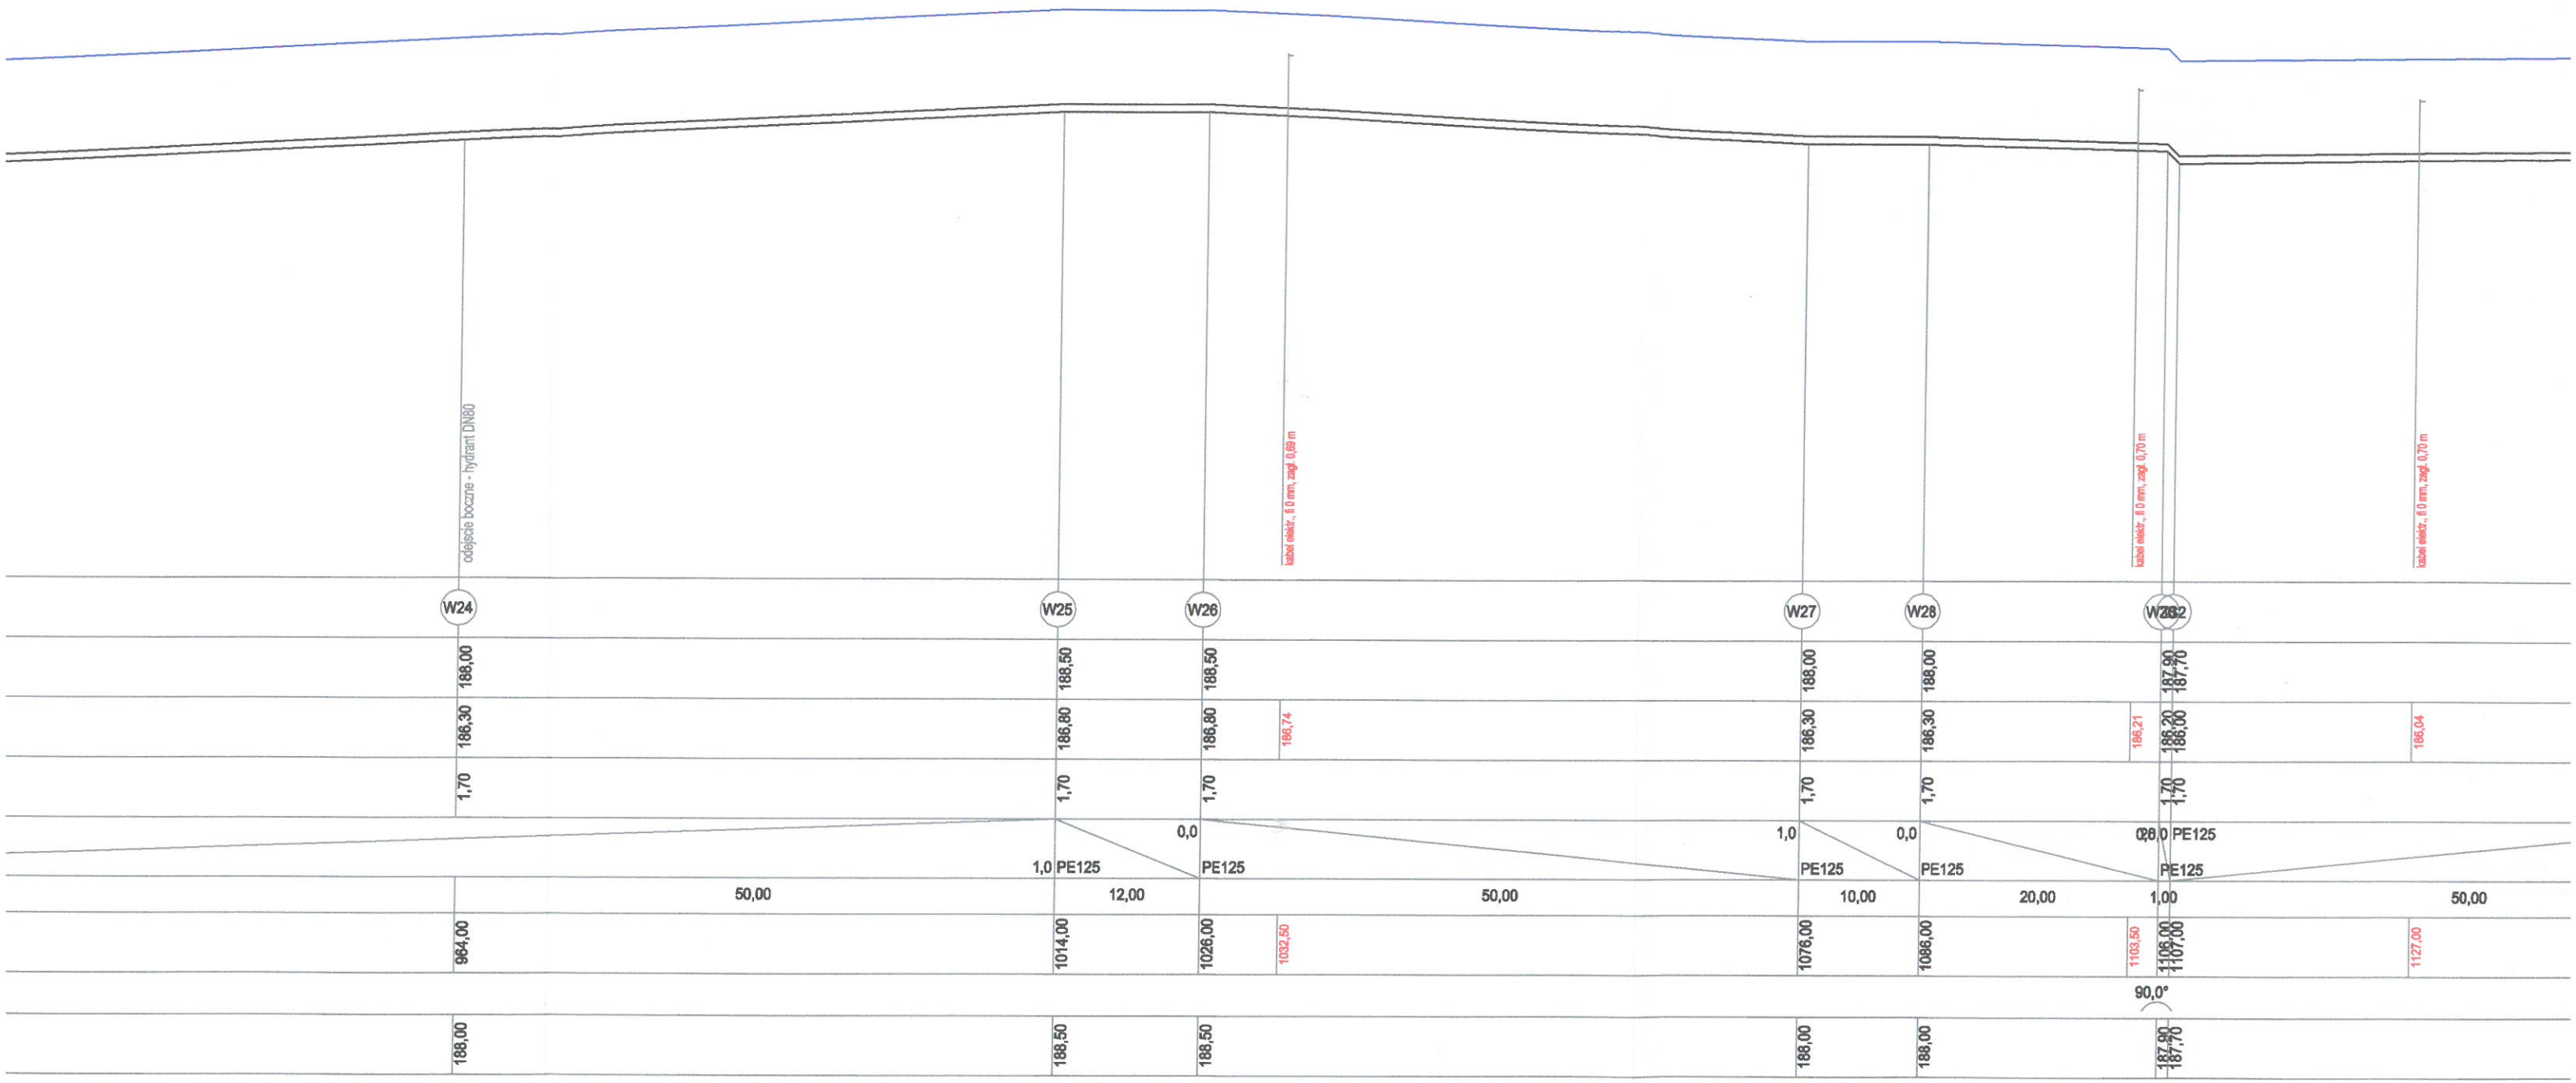 odejscie boczne - hydrant DN80
kabel elektr., fi 0 mm, zagł. 0,69 m
kabel elektr., fi 0 mm, zagł. 0,70 m
kabel elektr., fi 0 mm, zagł. 0,70 m
W24 W25 W26 W27 W28
188,00 188,50 188,50 188,00 188,00 187,90 187,70
186,30 186,80 186,80 186,74 186,30 186,30 186,21 186,20 186,00 186,04
1,70 1,70 1,70 1,70 1,70 1,70 1,70
0,0 1,0 0,0 PE125
1,0 PE125 PE125 PE125 PE125 PE125
50,00 12,00 50,00 10,00 20,00 1,00 50,00
964,00 1014,00 1026,00 1032,50 1076,00 1086,00 1103,50 1106,00 1107,00 1127,00
90,0°
188,00 188,50 188,50 188,00 188,00 187,90 187,70